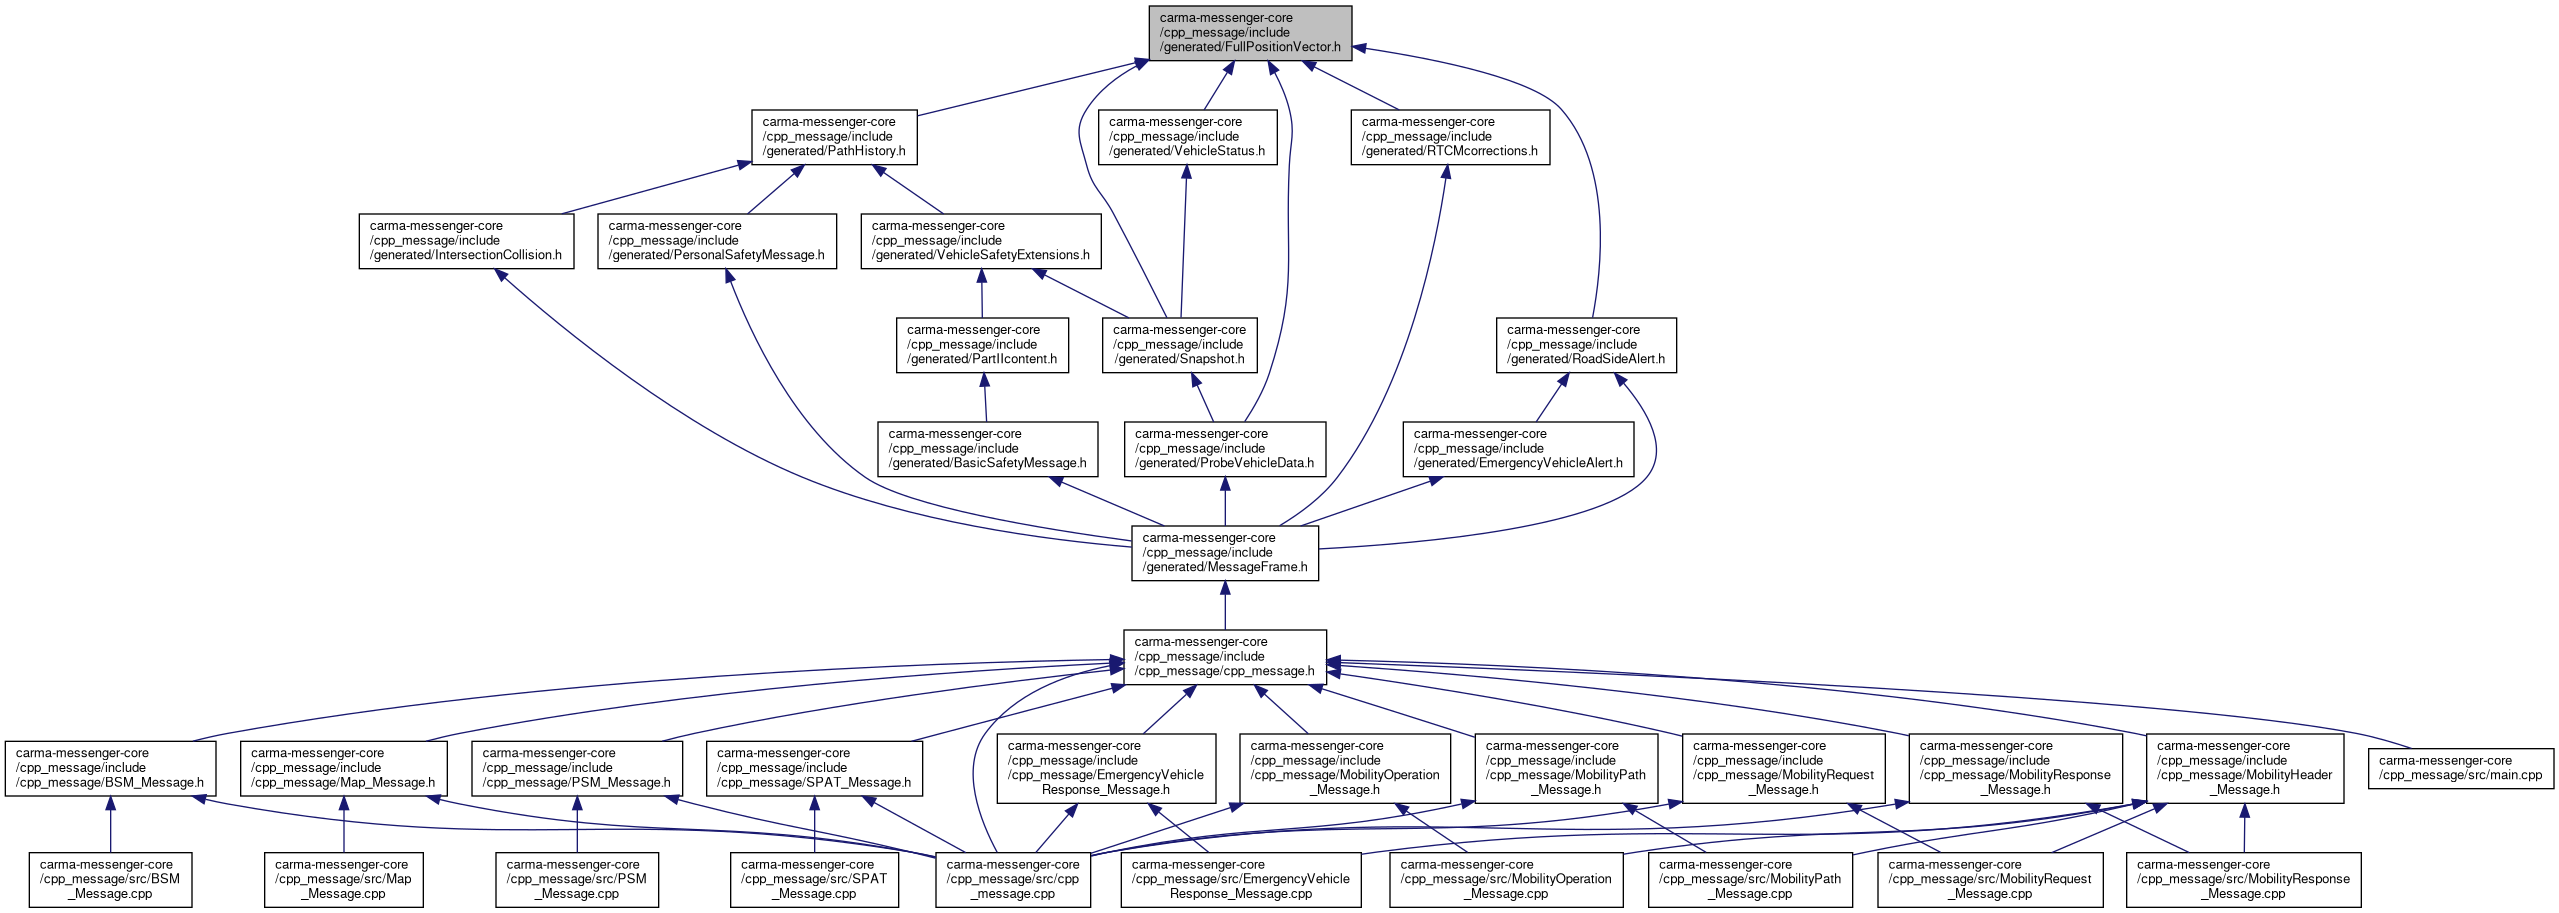 carma-messenger-core
/cpp_message/include
/generated/FullPositionVector.h
carma-messenger-core
/cpp_message/include
/generated/PathHistory.h
carma-messenger-core
/cpp_message/include
/generated/VehicleStatus.h
carma-messenger-core
/cpp_message/include
/generated/RTCMcorrections.h
carma-messenger-core
/cpp_message/include
/generated/IntersectionCollision.h
carma-messenger-core
/cpp_message/include
/generated/PersonalSafetyMessage.h
carma-messenger-core
/cpp_message/include
/generated/VehicleSafetyExtensions.h
carma-messenger-core
/cpp_message/include
/generated/PartIIcontent.h
carma-messenger-core
/cpp_message/include
/generated/Snapshot.h
carma-messenger-core
/cpp_message/include
/generated/RoadSideAlert.h
carma-messenger-core
/cpp_message/include
/generated/BasicSafetyMessage.h
carma-messenger-core
/cpp_message/include
/generated/ProbeVehicleData.h
carma-messenger-core
/cpp_message/include
/generated/EmergencyVehicleAlert.h
carma-messenger-core
/cpp_message/include
/generated/MessageFrame.h
carma-messenger-core
/cpp_message/include
/cpp_message/cpp_message.h
carma-messenger-core
/cpp_message/include
/cpp_message/BSM_Message.h
carma-messenger-core
/cpp_message/include
/cpp_message/Map_Message.h
carma-messenger-core
/cpp_message/include
/cpp_message/PSM_Message.h
carma-messenger-core
/cpp_message/include
/cpp_message/SPAT_Message.h
carma-messenger-core
/cpp_message/include
/cpp_message/EmergencyVehicle
Response_Message.h
carma-messenger-core
/cpp_message/include
/cpp_message/MobilityOperation
_Message.h
carma-messenger-core
/cpp_message/include
/cpp_message/MobilityPath
_Message.h
carma-messenger-core
/cpp_message/include
/cpp_message/MobilityRequest
_Message.h
carma-messenger-core
/cpp_message/include
/cpp_message/MobilityResponse
_Message.h
carma-messenger-core
/cpp_message/include
/cpp_message/MobilityHeader
_Message.h
carma-messenger-core
/cpp_message/src/main.cpp
carma-messenger-core
/cpp_message/src/BSM
_Message.cpp
carma-messenger-core
/cpp_message/src/Map
_Message.cpp
carma-messenger-core
/cpp_message/src/PSM
_Message.cpp
carma-messenger-core
/cpp_message/src/SPAT
_Message.cpp
carma-messenger-core
/cpp_message/src/cpp
_message.cpp
carma-messenger-core
/cpp_message/src/EmergencyVehicle
Response_Message.cpp
carma-messenger-core
/cpp_message/src/MobilityOperation
_Message.cpp
carma-messenger-core
/cpp_message/src/MobilityPath
_Message.cpp
carma-messenger-core
/cpp_message/src/MobilityRequest
_Message.cpp
carma-messenger-core
/cpp_message/src/MobilityResponse
_Message.cpp